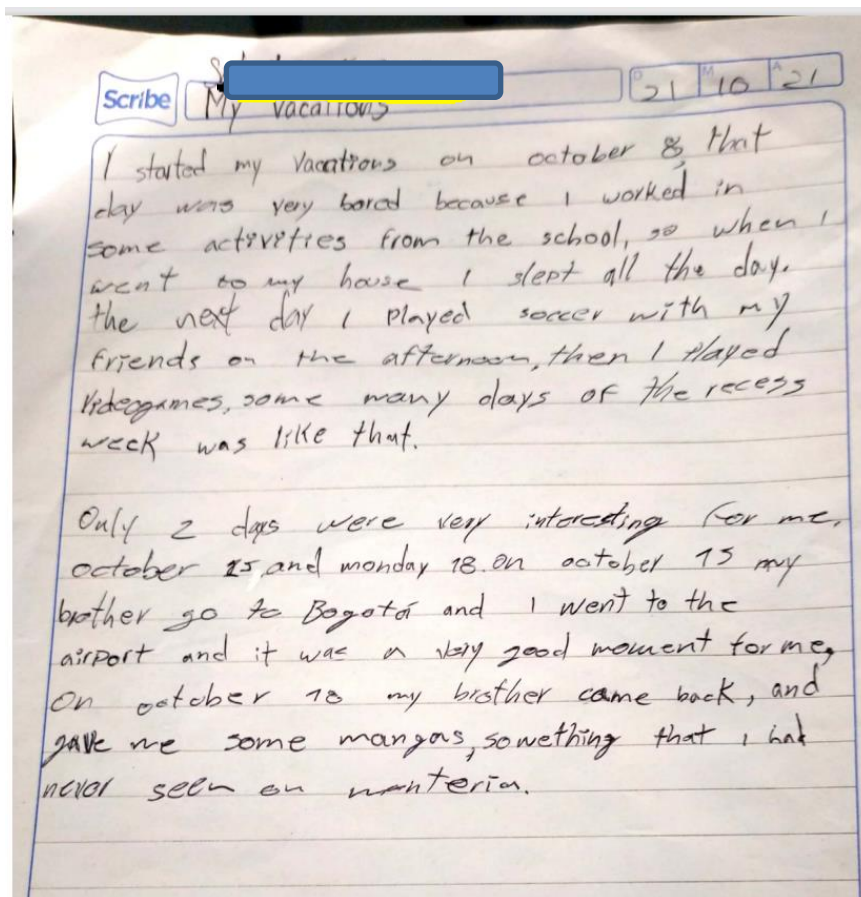 Scribe
My vacations
D 21 M 10 A 21
I started my Vacations on october 8, that
day was very bored because I worked in
some activities from the school, so when I
went to my house I slept all the day.
the next day I played soccer with my
friends on the afternoon, then I played
Videogames, some many days of the recess
week was like that.
Only 2 days were very interesting for me,
october 15 and monday 18. on october 15 my
brother go to Bogotá and I went to the
airport and it was a very good moment for me,
on october 18 my brother came back, and
gave me some mangas, something that I had
never seen on monteria.